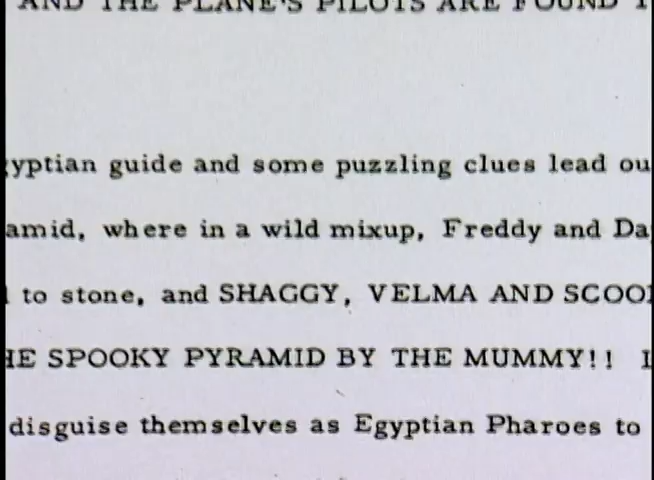 AND THE PLANE'S PILOTS ARE FOUND
yptian guide and some puzzling clues lead ou
amid, where in a wild mixup, Freddy and Da
to stone, and SHAGGY, VELMA AND SCOO
HE SPOOKY PYRAMID BY THE MUMMY!!
disguise themselves as Egyptian Pharoes to